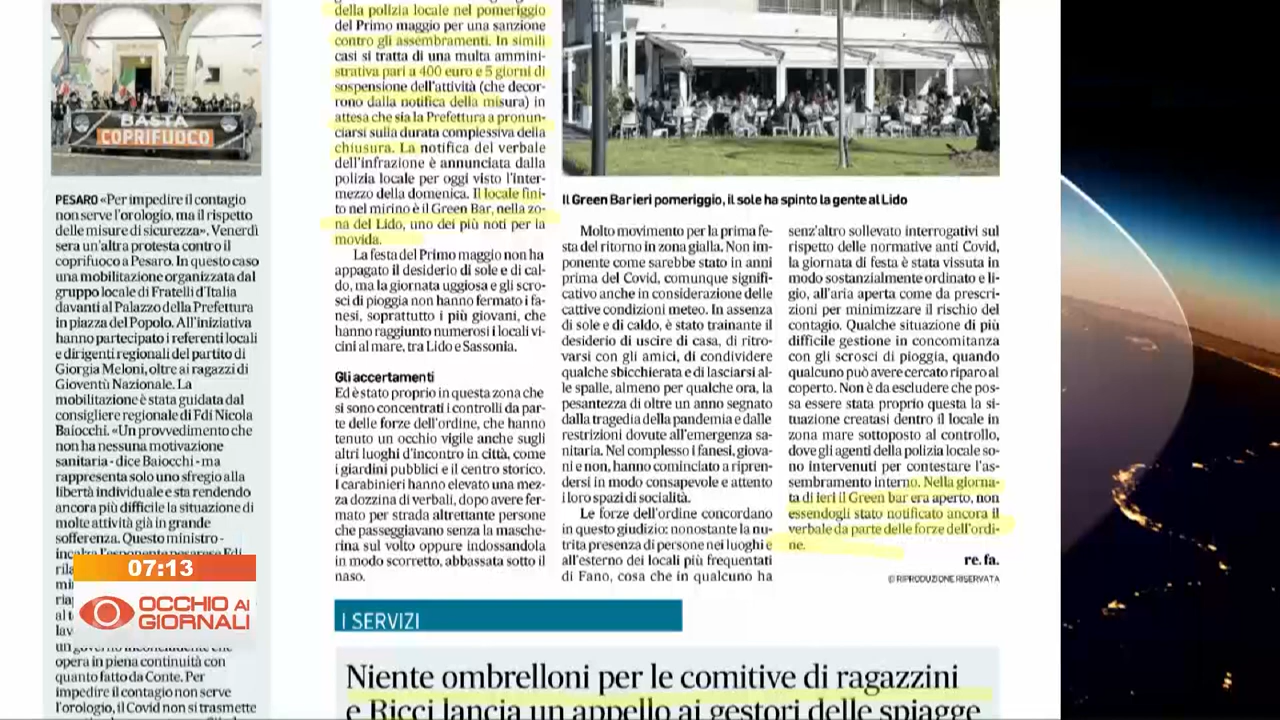 BASTA
COPRIFUOCO
PESARO «Per impedire il contagio
non serve l'orologio, ma il rispetto
delle misure di sicurezza». Venerdì
sera un'altra protesta contro il
coprifuoco a Pesaro. In questo caso
una mobilitazione organizzata dal
gruppo locale di Fratelli d'Italia
davanti al Palazzo della Prefettura
in piazza del Popolo. All'iniziativa
hanno partecipato i referenti locali
e dirigenti regionali del partito di
Giorgia Meloni, oltre ai ragazzi di
Gioventù Nazionale. La
mobilitazione è stata guidata dal
consigliere regionale di Fdi Nicola
Baiocchi. «Un provvedimento che
non ha nessuna motivazione
sanitaria - dice Baiocchi - ma
rappresenta solo uno sfregio alla
libertà individuale e sta rendendo
ancora più difficile la situazione di
molte attività già in grande
sofferenza. Questo ministro -
opera in piena continuità con
quanto fatto da Conte. Per
impedire il contagio non serve
l'orologio, il Covid non si trasmette
07:13
OCCHIO AI
GIORNALI
della polizia locale nel pomeriggio
del Primo maggio per una sanzione
contro gli assembramenti. In simili
casi si tratta di una multa ammini-
strativa pari a 400 euro e 5 giorni di
sospensione dell'attività (che decor-
rono dalla notifica della misura) in
attesa che sia la Prefettura a pronun-
ciarsi sulla durata complessiva della
chiusura. La notifica del verbale
dell'infrazione è annunciata dalla
polizia locale per oggi visto l'inter-
mezzo della domenica. Il locale fini-
to nel mirino è il Green Bar, nella zo-
na del Lido, uno dei più noti per la
movida.
La festa del Primo maggio non ha
appagato il desiderio di sole e di cal-
do, ma la giornata uggiosa e gli scro-
sci di pioggia non hanno fermato i fa-
nesi, soprattutto i più giovani, che
hanno raggiunto numerosi i locali vi-
cini al mare, tra Lido e Sassonia.
Gli accertamenti
Ed è stato proprio in questa zona che
si sono concentrati i controlli da par-
te delle forze dell'ordine, che hanno
tenuto un occhio vigile anche sugli
altri luoghi d'incontro in città, come
i giardini pubblici e il centro storico.
I carabinieri hanno elevato una mez-
za dozzina di verbali, dopo avere fer-
mato per strada altrettante persone
che passeggiavano senza la masche-
rina sul volto oppure indossandola
in modo scorretto, abbassata sotto il
naso.
Il Green Bar ieri pomeriggio, il sole ha spinto la gente al Lido
Molto movimento per la prima fe-
sta del ritorno in zona gialla. Non im-
ponente come sarebbe stato in anni
prima del Covid, comunque signifi-
cativo anche in considerazione delle
cattive condizioni meteo. In assenza
di sole e di caldo, è stato trainante il
desiderio di uscire di casa, di ritro-
varsi con gli amici, di condividere
qualche sbicchierata e di lasciarsi al-
le spalle, almeno per qualche ora, la
pesantezza di oltre un anno segnato
dalla tragedia della pandemia e dalle
restrizioni dovute all'emergenza sa-
nitaria. Nel complesso i fanesi, giova-
ni e non, hanno cominciato a ripren-
dersi in modo consapevole e attento
i loro spazi di socialità.
Le forze dell'ordine concordano
in questo giudizio: nonostante la nu-
trita presenza di persone nei luoghi e
all'esterno dei locali più frequentati
di Fano, cosa che in qualcuno ha
senz'altro sollevato interrogativi sul
rispetto delle normative anti Covid,
la giornata di festa è stata vissuta in
modo sostanzialmente ordinato e li-
gio, all'aria aperta come da prescri-
zioni per minimizzare il rischio del
contagio. Qualche situazione di più
difficile gestione in concomitanza
con gli scrosci di pioggia, quando
qualcuno può avere cercato riparo al
coperto. Non è da escludere che pos-
sa essere stato proprio questa la si-
tuazione creatasi dentro il locale in
zona mare sottoposto al controllo,
dove gli agenti della polizia locale so-
no intervenuti per contestare l'as-
sembramento interno. Nella giorna-
ta di ieri il Green bar era aperto, non
essendogli stato notificato ancora il
verbale da parte delle forze dell'ordi-
ne.
re. fa.
© RIPRODUZIONE RISERVATA
I SERVIZI
Niente ombrelloni per le comitive di ragazzini
e Ricci lancia un appello ai gestori delle spiagge